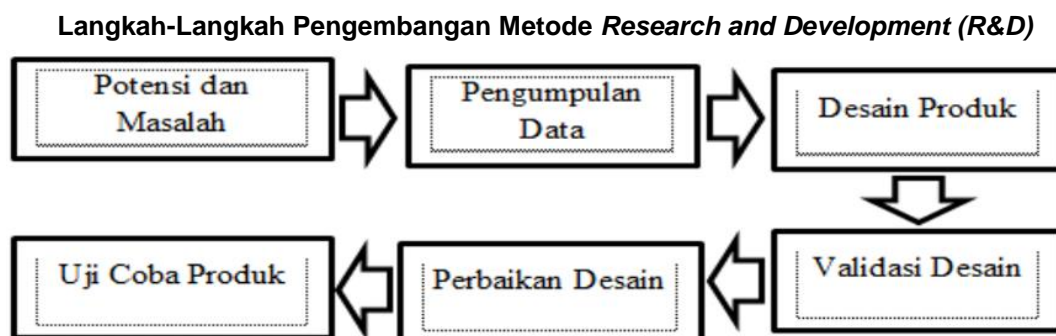 Langkah-Langkah Pengembangan Metode Research and Development (R&D)
Potensi dan
Masalah
Pengumpulan
Data
Desain Produk
Validasi Desain
Perbaikan Desain
Uji Coba Produk